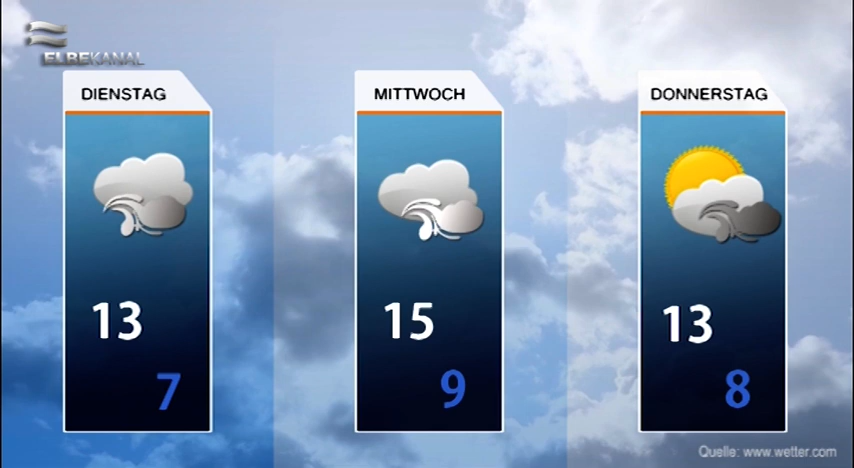 ELBEKANAL
DIENSTAG
13
7
MITTWOCH
15
9
DONNERSTAG
13
8
Quelle: www.wetter.com